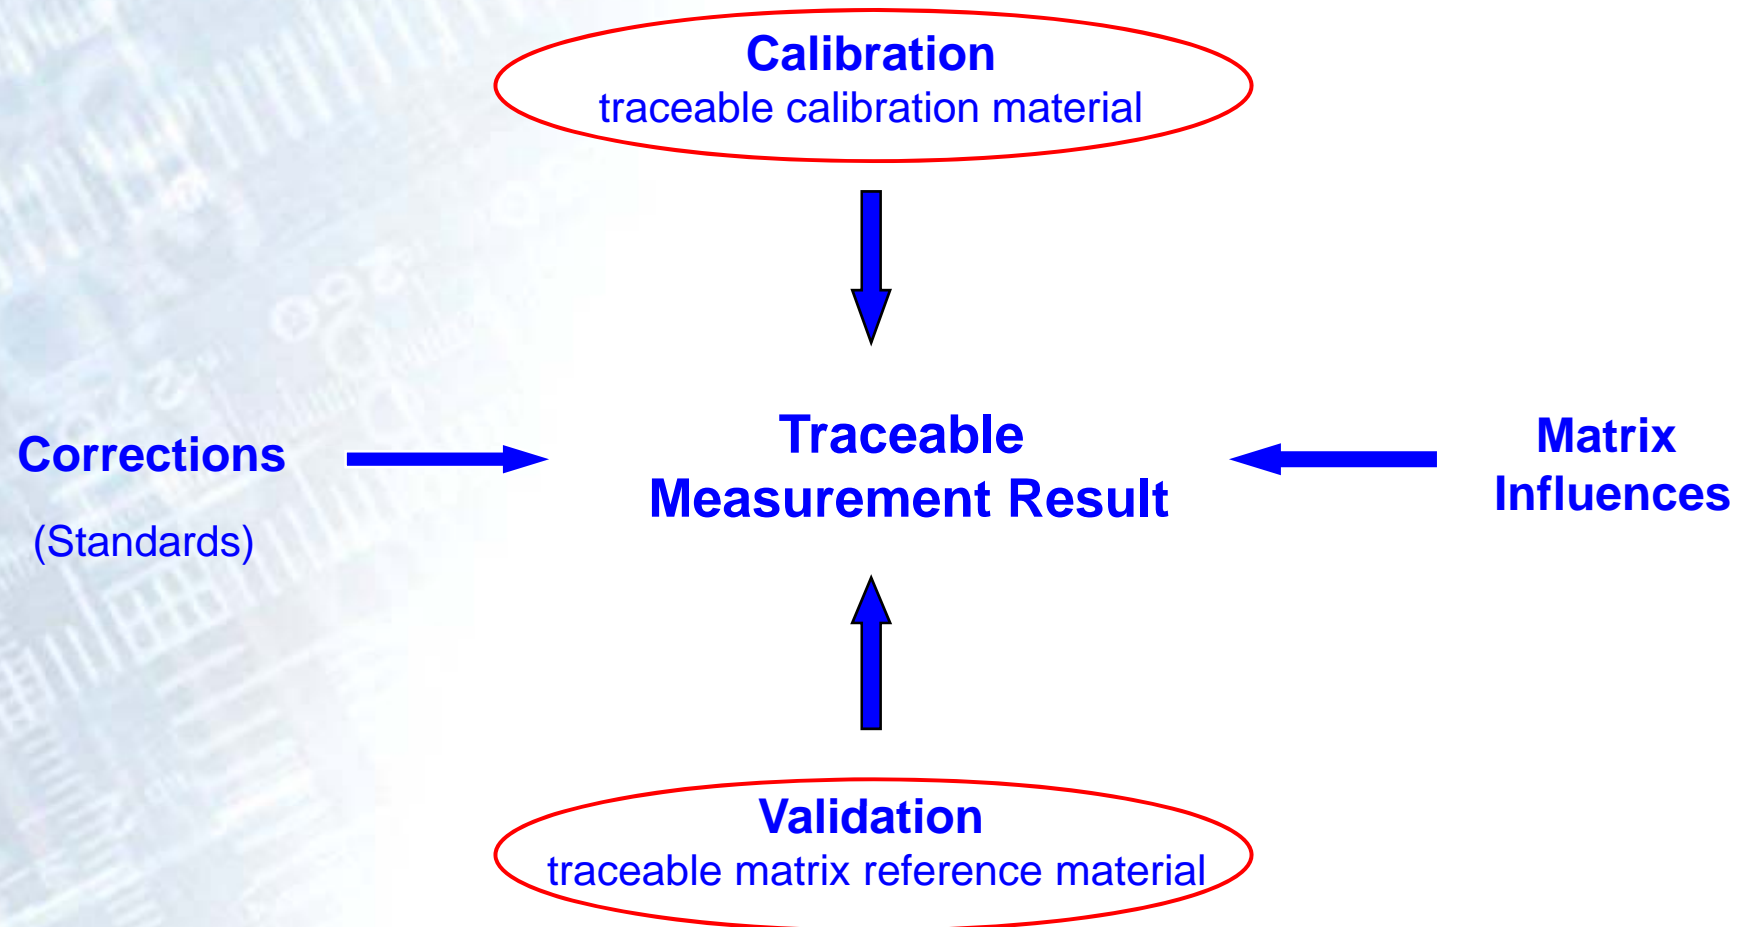 Calibration
traceable calibration material
Corrections
(Standards)
Traceable
Measurement Result
Matrix
Influences
Validation
traceable matrix reference material